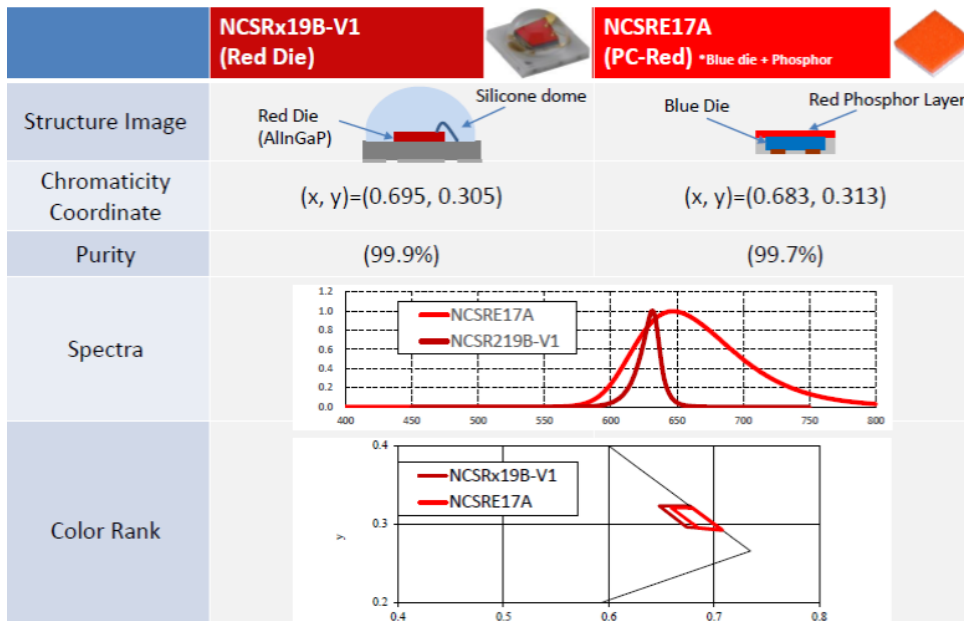 NCSRx19B-V1
(Red Die)
NCSRE17A
(PC-Red) *Blue die + Phosphor
Structure Image
Red Die
(AlInGaP)
Silicone dome
Blue Die
Red Phosphor Layer
Chromaticity
Coordinate
(x, y)=(0.695, 0.305)
(x, y)=(0.683, 0.313)
Purity
(99.9%)
(99.7%)
Spectra
1.2
1.0
0.8
0.6
0.4
0.2
0.0
NCSRE17A
NCSR219B-V1
400 450 500 550 600 650 700 750 800
Color Rank
0.4
0.3
0.2
y
NCSRx19B-V1
NCSRE17A
0.4 0.5 0.6 0.7 0.8